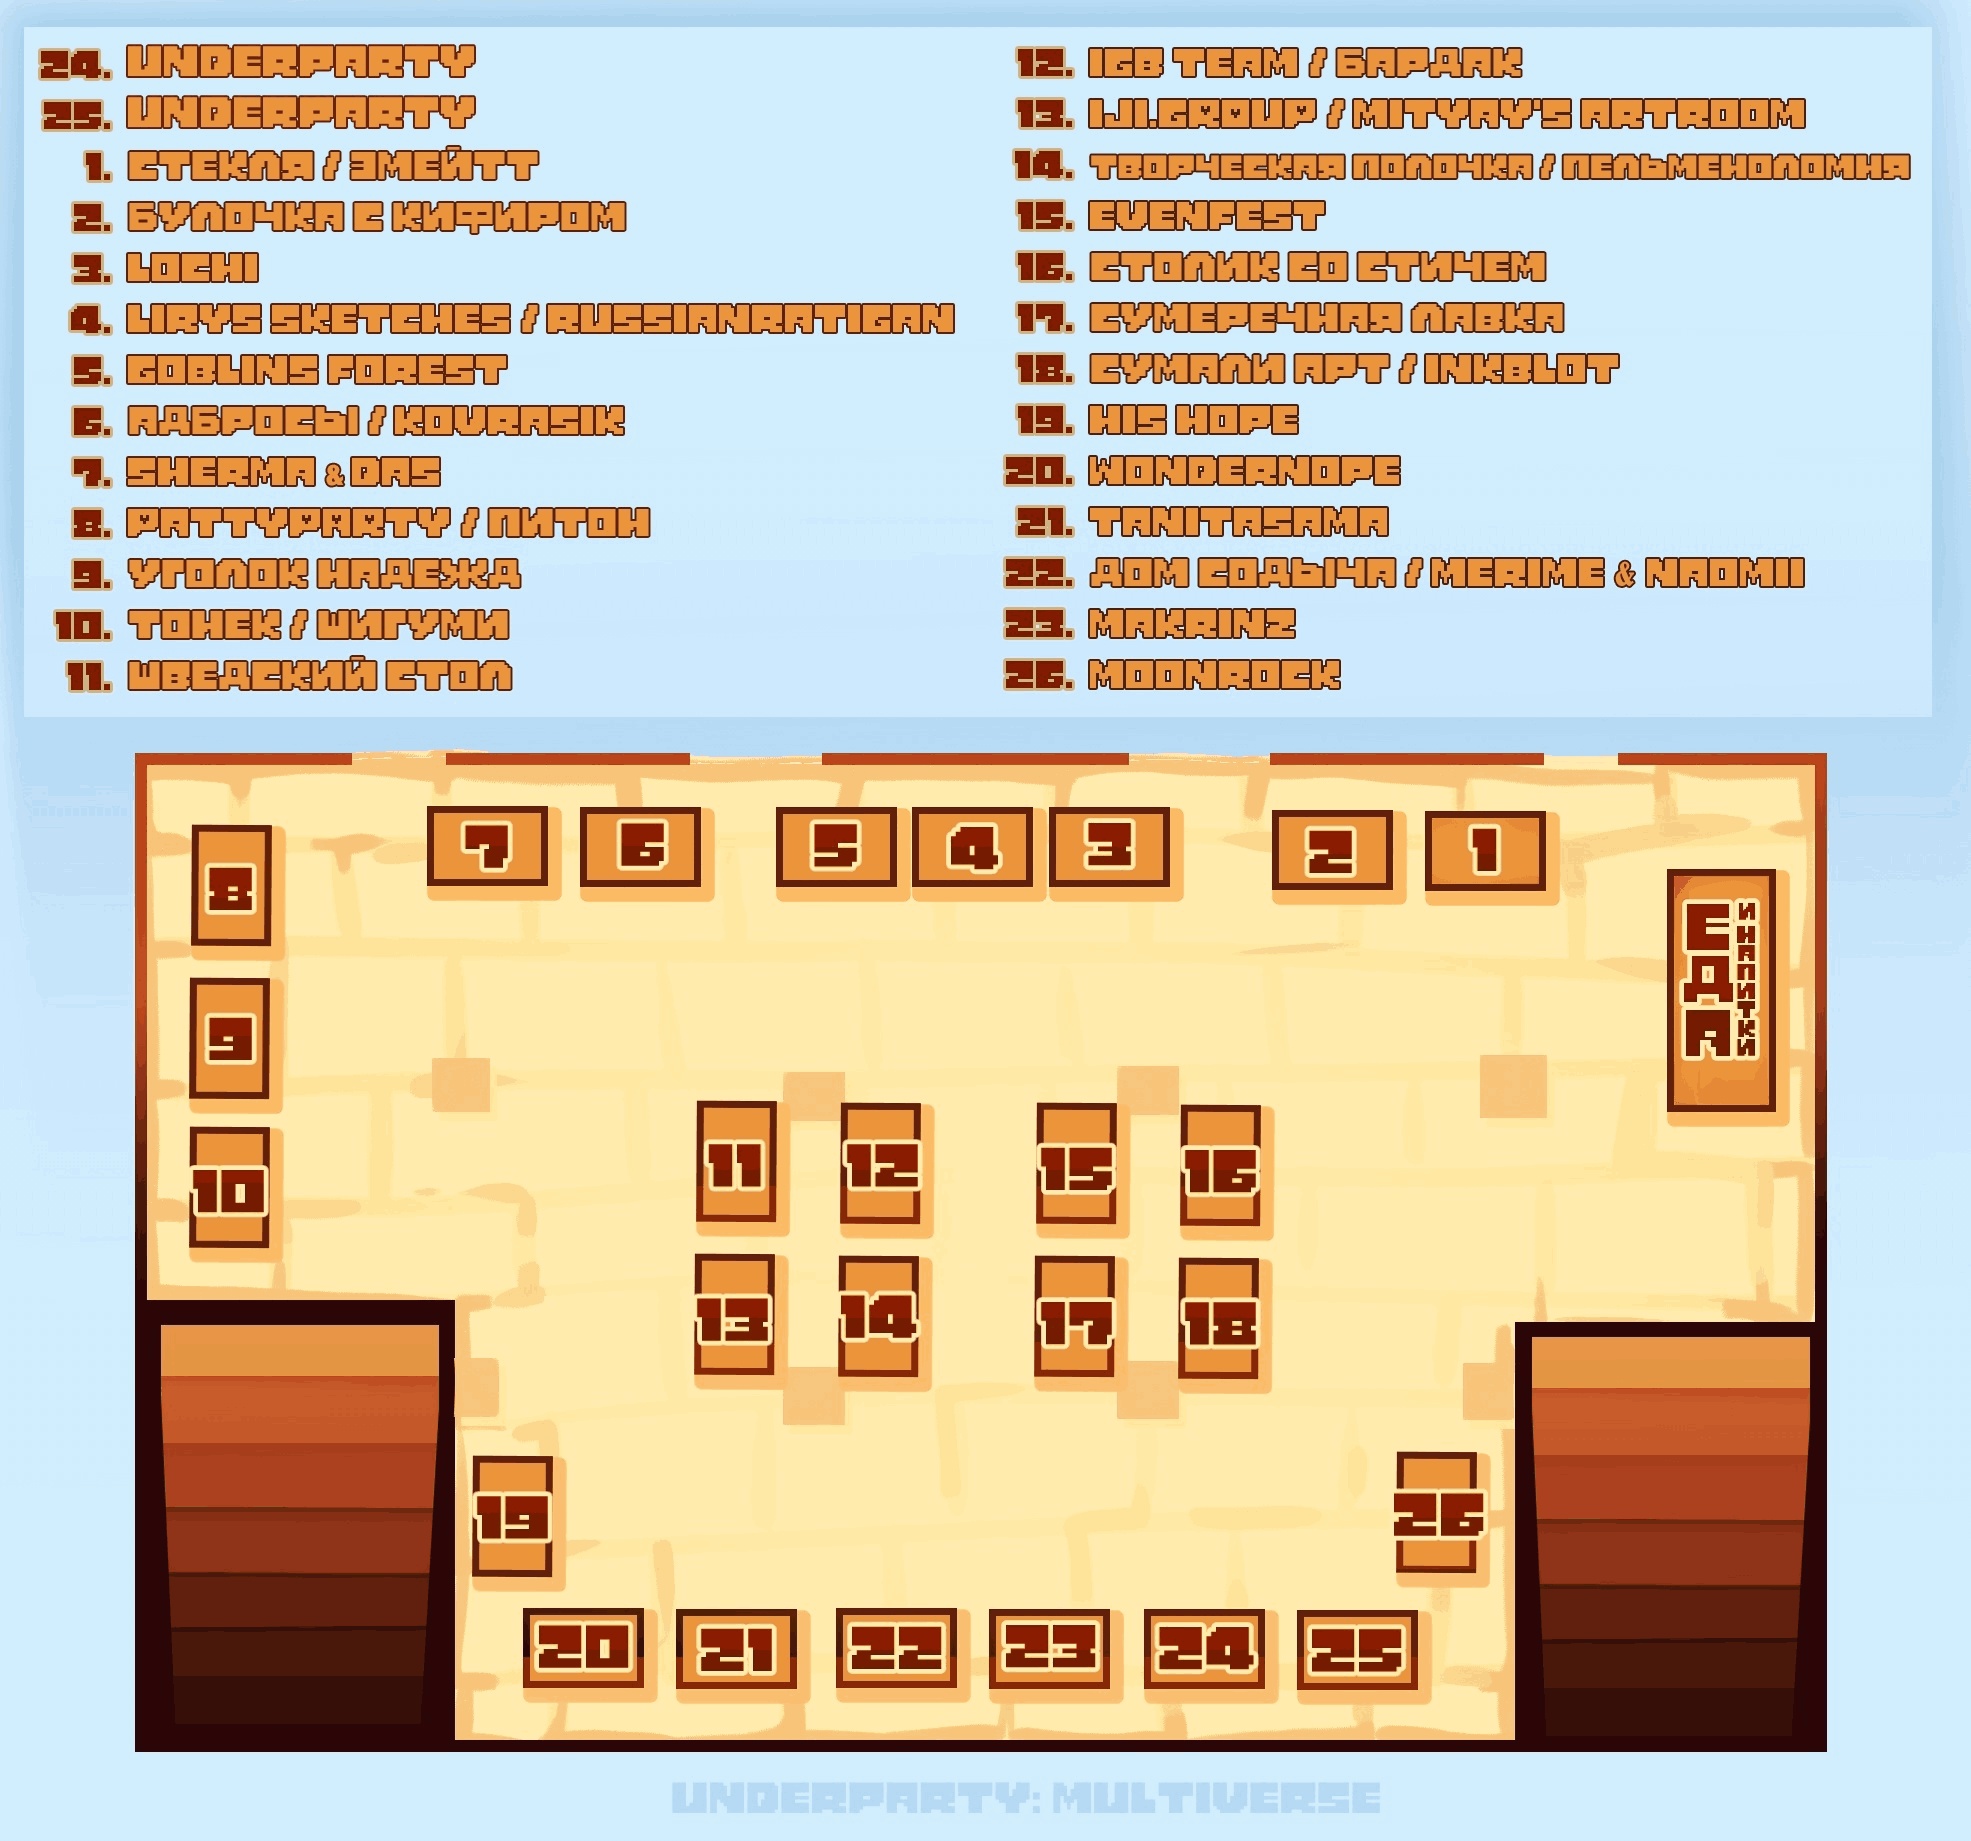 24. UNDERPARTY
25. UNDERPARTY
1. СТЕКЛЯ / ЗМЕЙТТ
2. БУЛОЧКА С КИФИРОМ
3. LOCHI
4. LIRYS SKETCHES / RUSSIANRATIGAN
5. GOBLINS FOREST
6. АДБРОСЫ / KOVRASIK
7. SHERMA & DAS
8. PATTYPARTY / ПИТОН
9. УГОЛОК НАДЕЖД
10. ТОНЕК / ШИГУМИ
11. ШВЕДСКИЙ СТОЛ
12. IGB TEAM / БАРДАК
13. IJI.GROUP / MITYAY'S ARTROOM
14. ТВОРЧЕСКАЯ ПОЛОЧКА / ПЕЛЬМЕНОЛОМНЯ
15. EVENFEST
16. СТОЛИК СО СТИЧЕМ
17. СУМЕРЕЧНАЯ ЛАВКА
18. СУМАЛИ АРТ / INKBLOT
19. HIS HOPE
20. WONDERNOPE
21. TANITASAMA
22. ДОМ СОДЫЧА / MERIME & NAOMII
23. MAKRINZ
26. MOONROCK
7 6 5 4 3 2 1
8
ЕДА
И НАПИТКИ
9
10
11 12 15 16
13 14 17 18
19 26
20 21 22 23 24 25
UNDERPARTY: MULTIVERSE